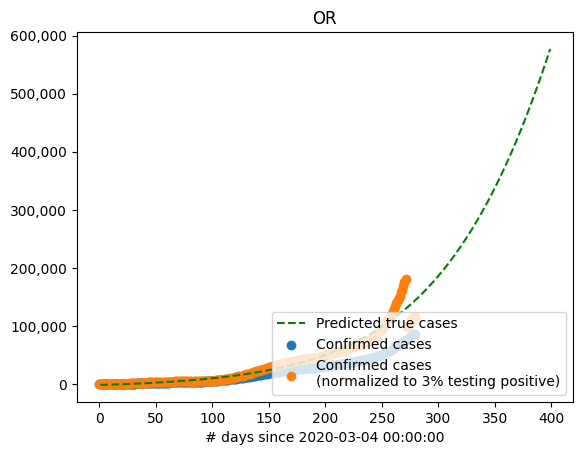 OR
600,000
500,000
400,000
300,000
200,000
100,000
0
Predicted true cases
Confirmed cases
Confirmed cases
(normalized to 3% testing positive)
0 50 100 150 200 250 300 350 400
# days since 2020-03-04 00:00:00